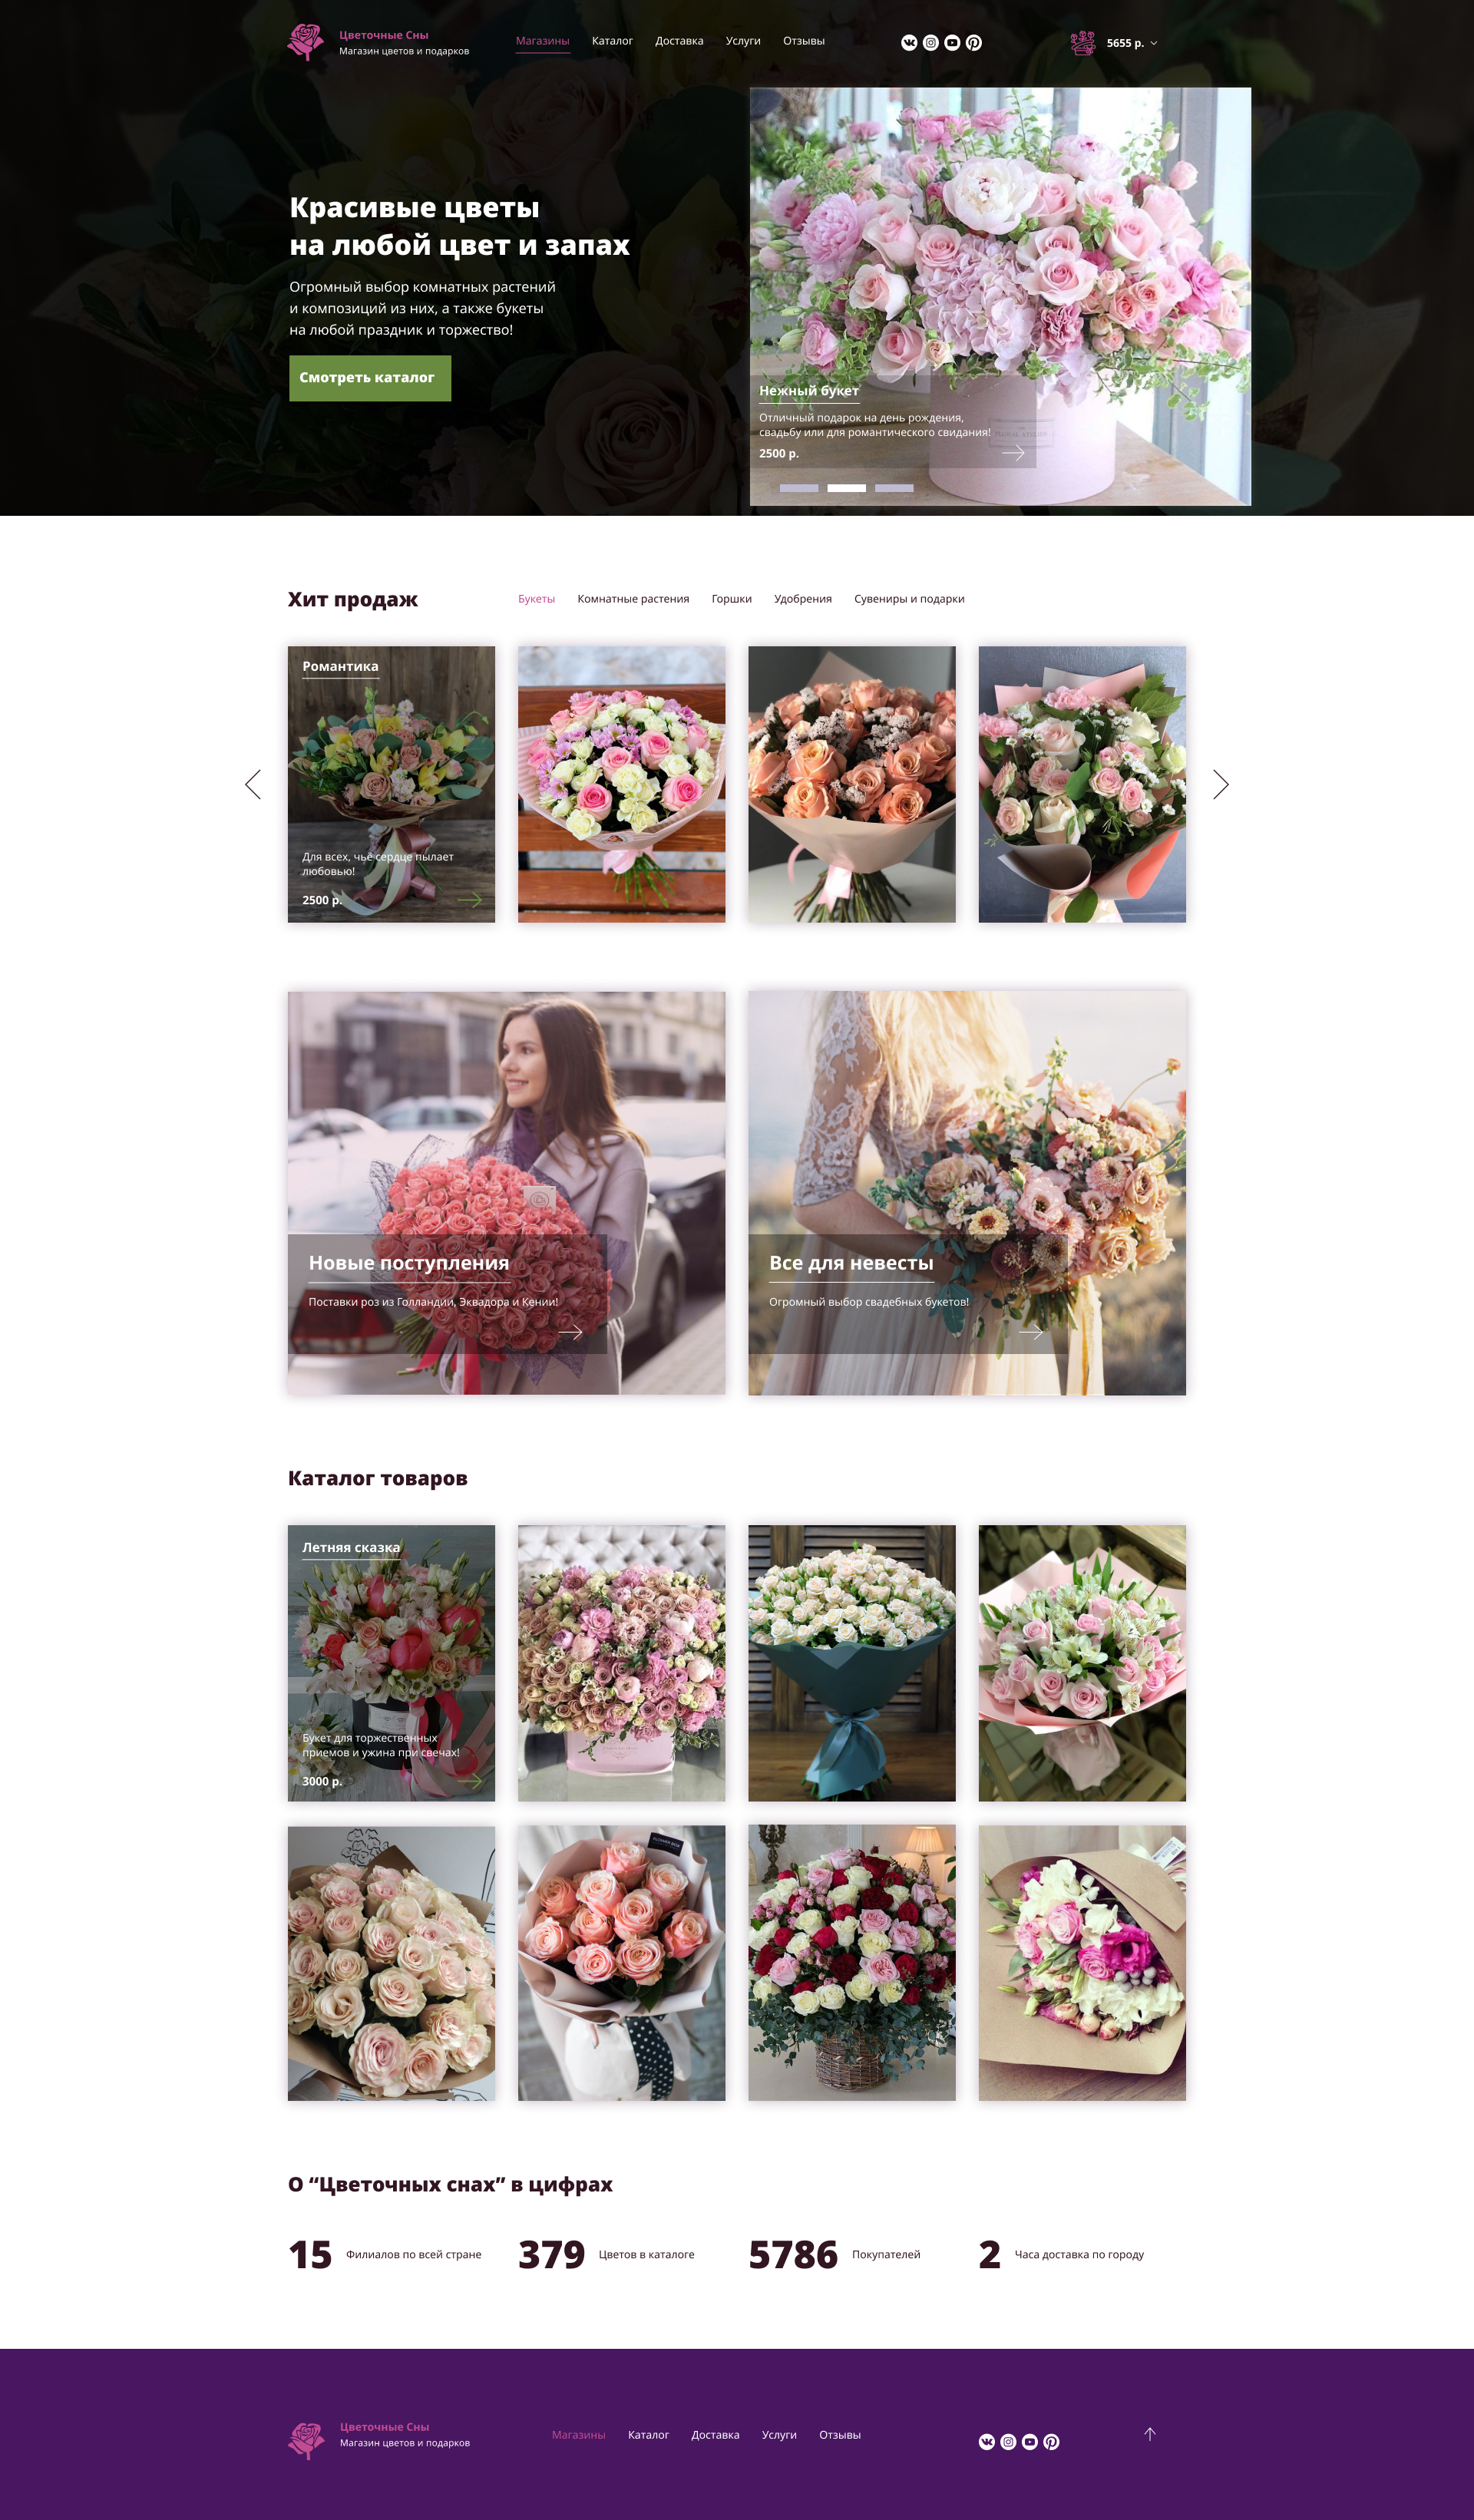 Цветочные Сны
Магазин цветов и подарков
Магазины
Каталог
Доставка
Услуги
Отзывы
5655 р.
Красивые цветы
на любой цвет и запах
Огромный выбор комнатных растений
и композиций из них, а также букеты
на любой праздник и торжество!
Смотреть каталог
Нежный букет
Отличный подарок на день рождения,
свадьбу или для романтического свидания!
2500 р.
Хит продаж
Букеты
Комнатные растения
Горшки
Удобрения
Сувениры и подарки
Романтика
Для всех, чьё сердце пылает
любовью!
2500 р.
Новые поступления
Поставки роз из Голландии, Эквадора и Кении!
Все для невесты
Огромный выбор свадебных букетов!
Каталог товаров
Летняя сказка
Букет для торжественных
приемов и ужина при свечах!
3000 р.
О “Цветочных снах” в цифрах
15 Филиалов по всей стране
379 Цветов в каталоге
5786 Покупателей
2 Часа доставка по городу
Цветочные Сны
Магазин цветов и подарков
Магазины
Каталог
Доставка
Услуги
Отзывы